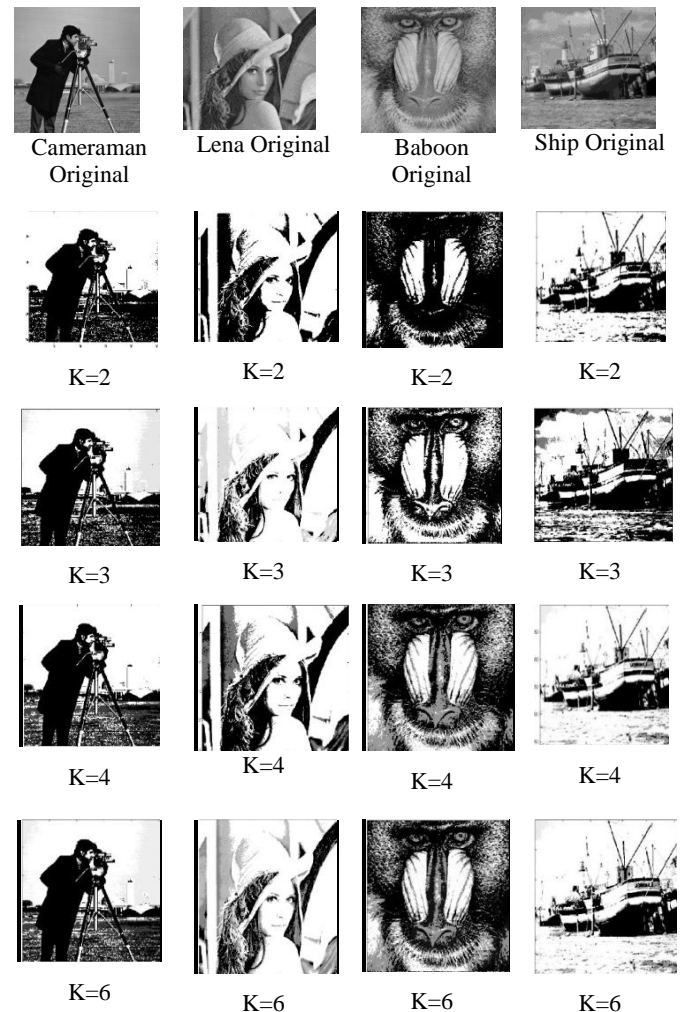 Cameraman
Original
Lena Original
Baboon
Original
Ship Original
K=2
K=2
K=2
K=2
K=3
K=3
K=3
K=3
K=4
K=4
K=4
K=4
K=6
K=6
K=6
K=6